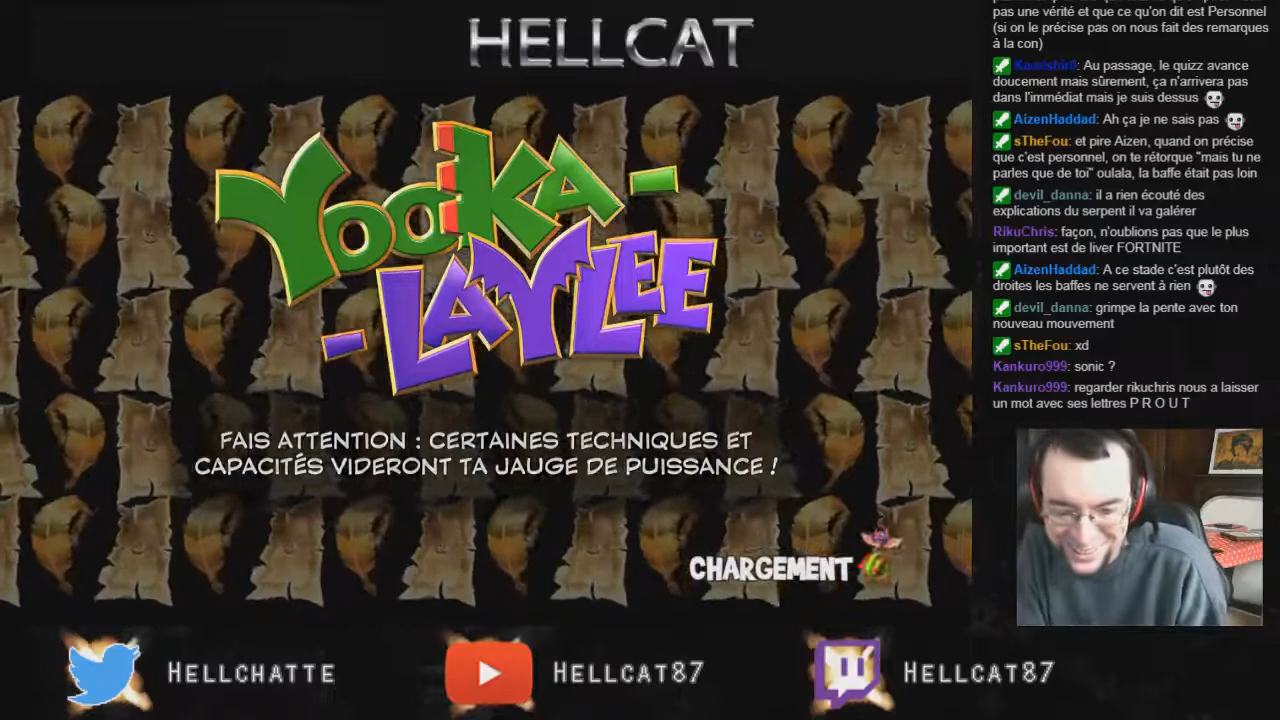 HELLCAT
YOOKA-
-LAYLEE
FAIS ATTENTION : CERTAINES TECHNIQUES ET
CAPACITÉS VIDERONT TA JAUGE DE PUISSANCE !
CHARGEMENT
pas une vérité et que ce qu'on dit est Personnel
(si on le précise pas on nous fait des remarques
à la con)
Kamishir0: Au passage, le quizz avance
doucement mais sûrement, ça n'arrivera pas
dans l'immédiat mais je suis dessus
AizenHaddad: Ah ça je ne sais pas
sTheFou: et pire Aizen, quand on précise
que c'est personnel, on te rétorque "mais tu ne
parles que de toi" oulala, la baffe était pas loin
devil_danna: il a rien écouté des
explications du serpent il va galérer
RikuChris: façon, n'oublions pas que le plus
important est de liver FORTNITE
AizenHaddad: A ce stade c'est plutôt des
droites les baffes ne servent à rien
devil_danna: grimpe la pente avec ton
nouveau mouvement
sTheFou: xd
Kankuro999: sonic ?
Kankuro999: regarder rikuchris nous a laisser
un mot avec ses lettres P R O U T
HELLCHATTE
HELLCAT87
HELLCAT87